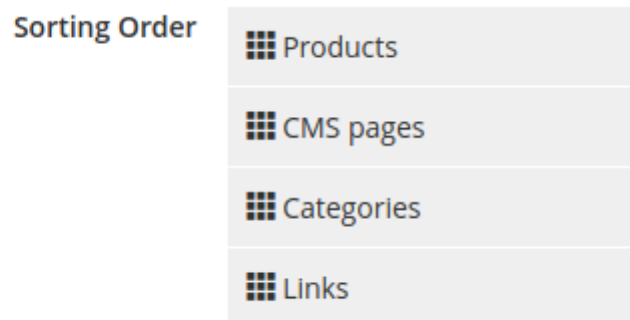 Sorting Order
Products
CMS pages
Categories
Links